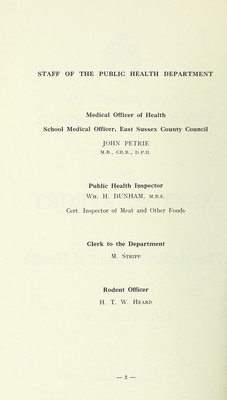 STAFF OF THE PUBLIC HEALTH DEPARTMENT
Medical Officer of Health
School Medical Officer, East Sussex County Council
JOHN PETRIE
M.B., CH.B., D.P.H.
Public Health Inspector
WM. H. DUNHAM, M.B.E.
Cert. Inspector of Meat and Other Foods
Clerk to the Department
M. STRIPP
Rodent Officer
H. T. W. HEARD
— 2 —